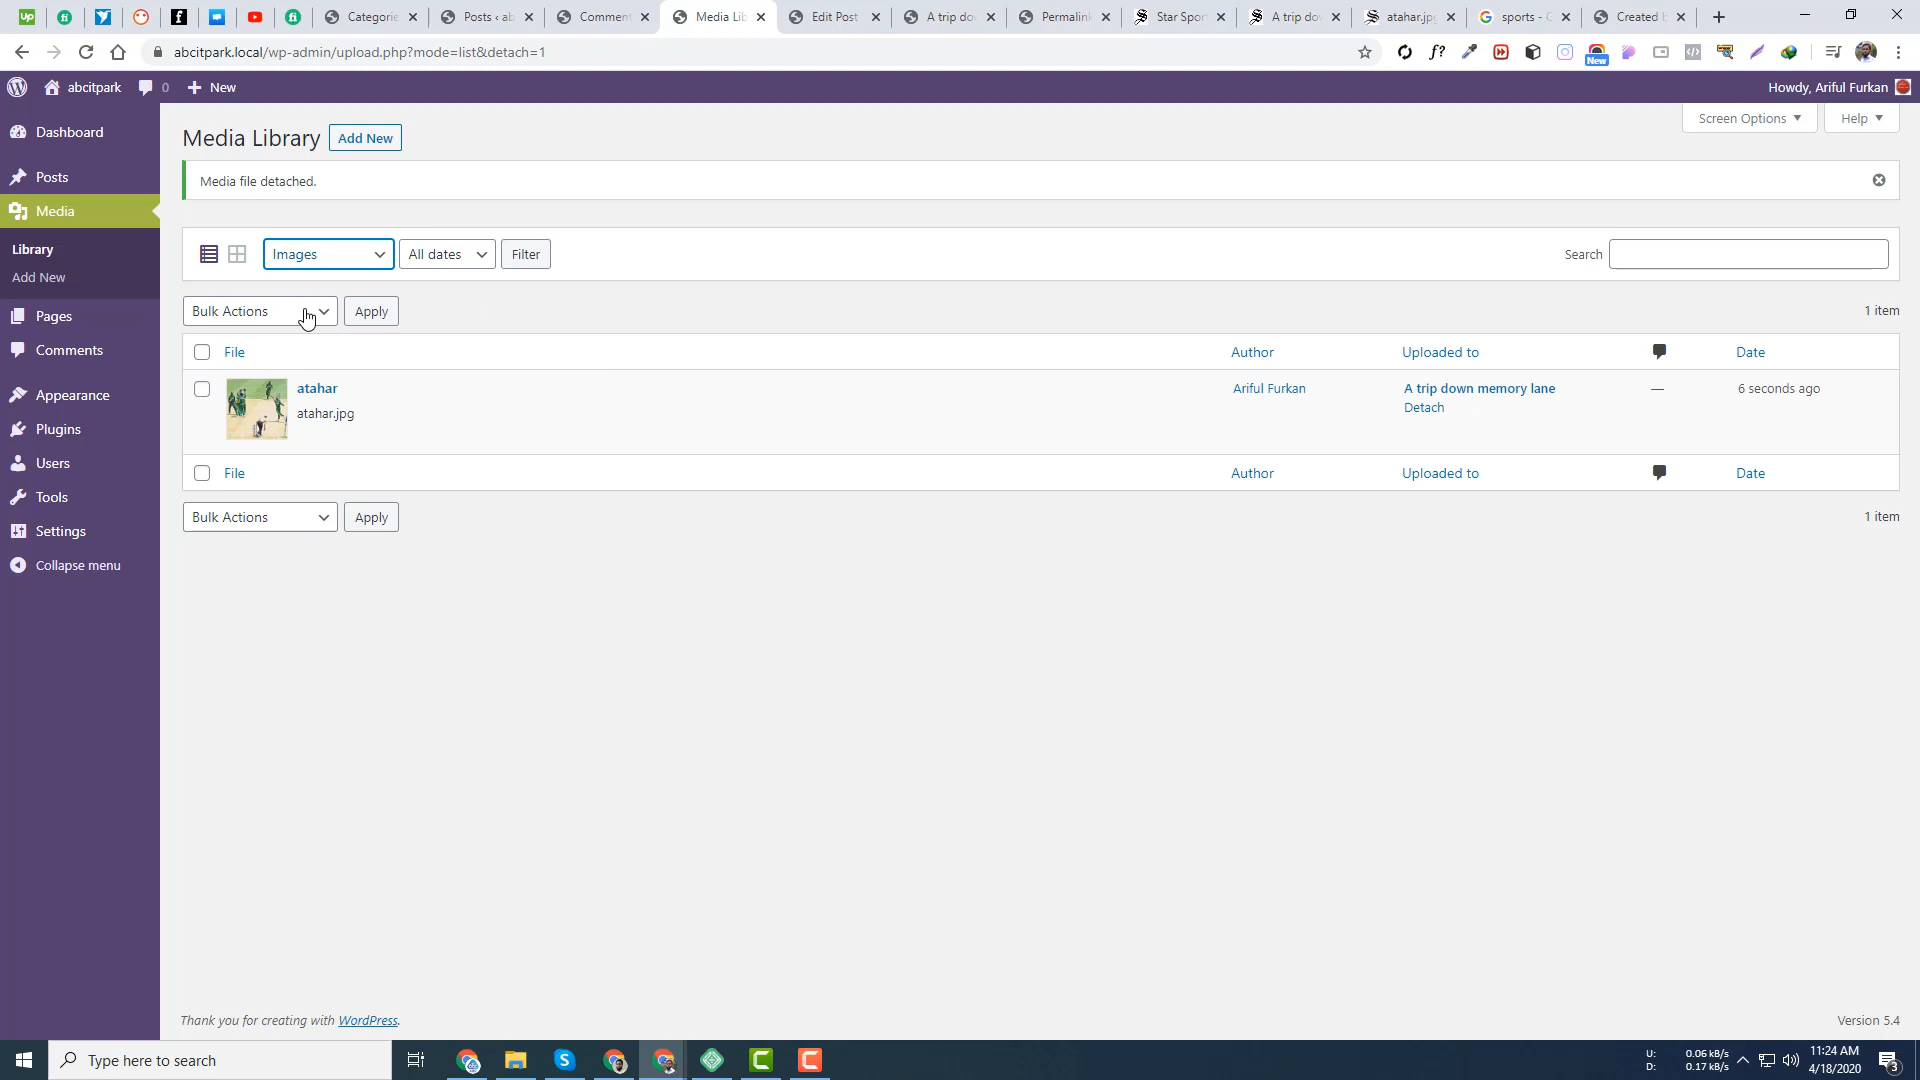 Categorie
Posts ‹ ab
Comment
Media Lib
Edit Post
A trip do
Permalin
Star Spor
A trip do
atahar.jp
sports - G
Created b
abcitpark.local/wp-admin/upload.php?mode=list&detach=1
New
abcitpark 0 New
Howdy, Ariful Furkan
Dashboard
Posts
Media
Library
Add New
Pages
Comments
Appearance
Plugins
Users
Tools
Settings
Collapse menu
Screen Options Help
Media Library Add New
Media file detached.
Images All dates Filter Search
Bulk Actions Apply 1 item
File Author Uploaded to Date
atahar Ariful Furkan A trip down memory lane — 6 seconds ago
atahar.jpg Detach
File Author Uploaded to Date
Bulk Actions Apply 1 item
Thank you for creating with WordPress. Version 5.4
Type here to search
U: 0.06 kB/s
D: 0.17 kB/s
11:24 AM
4/18/2020
3